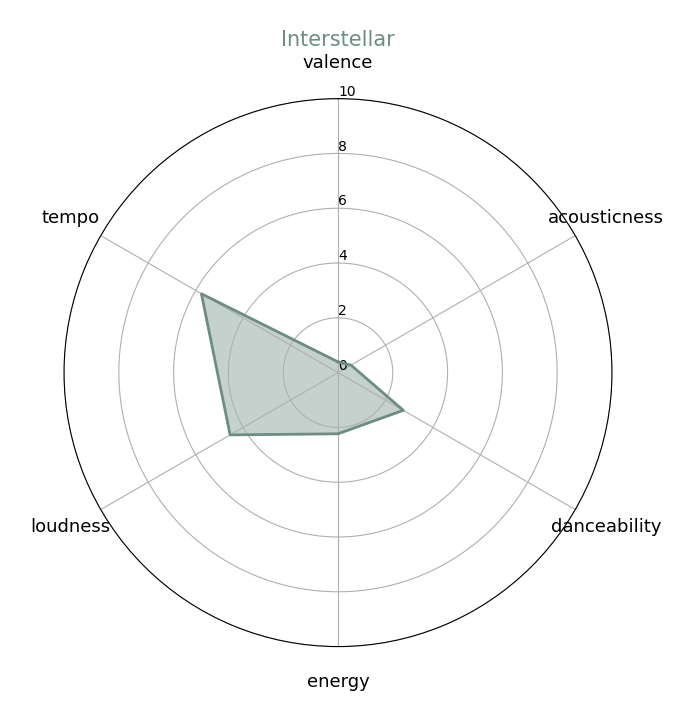 Interstellar
valence
10
8
tempo
6
acousticness
4
2
0
loudness
danceability
energy